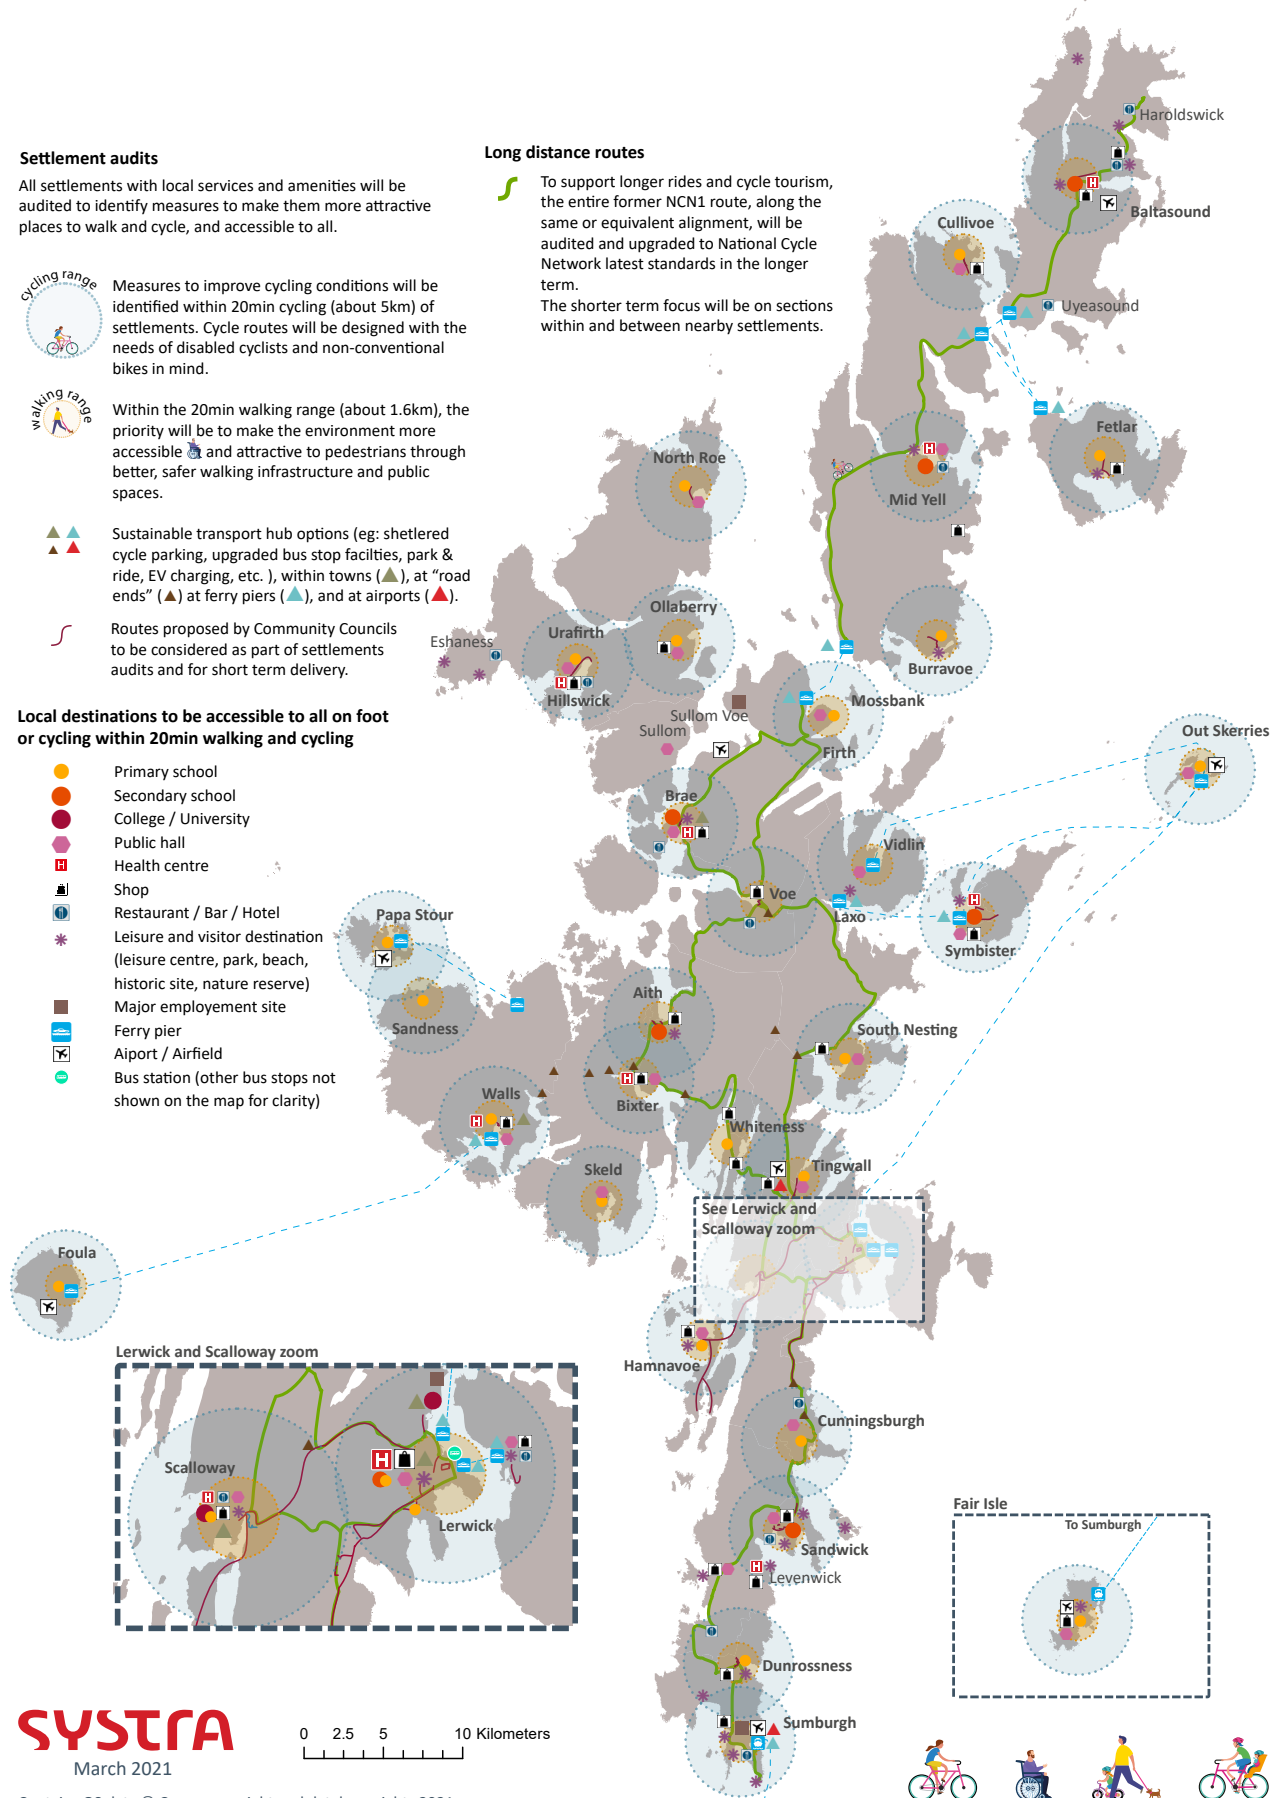 Settlement audits
All settlements with local services and amenities will be
audited to identify measures to make them more attractive
places to walk and cycle, and accessible to all.
cycling range
Measures to improve cycling conditions will be
identified within 20min cycling (about 5km) of
settlements. Cycle routes will be designed with the
needs of disabled cyclists and non-conventional
bikes in mind.
walking range
Within the 20min walking range (about 1.6km), the
priority will be to make the environment more
accessible and attractive to pedestrians through
better, safer walking infrastructure and public
spaces.
Sustainable transport hub options (eg: shetlered
cycle parking, upgraded bus stop facilties, park &
ride, EV charging, etc. ), within towns ( ), at “road
ends” ( ) at ferry piers ( ), and at airports ( ).
Routes proposed by Community Councils
to be considered as part of settlements
audits and for short term delivery.
Local destinations to be accessible to all on foot
or cycling within 20min walking and cycling
Primary school
Secondary school
College / University
Public hall
H Health centre
Shop
Restaurant / Bar / Hotel
Leisure and visitor destination
(leisure centre, park, beach,
historic site, nature reserve)
Major employement site
Ferry pier
Aiport / Airfield
Bus station (other bus stops not
shown on the map for clarity)
Long distance routes
To support longer rides and cycle tourism,
the entire former NCN1 route, along the
same or equivalent alignment, will be
audited and upgraded to National Cycle
Network latest standards in the longer
term.
The shorter term focus will be on sections
within and between nearby settlements.
Haroldswick
Baltasound
Cullivoe
Uyeasound
Fetlar
North Roe
Mid Yell
Ollaberry
Urafirth
Eshaness
Hillswick
Burravoe
Mossbank
Sullom Voe
Sullom
Firth
Out Skerries
Brae
Vidlin
Voe
Laxo
Symbister
Papa Stour
Sandness
Aith
South Nesting
Walls
Bixter
Whiteness
Skeld
Tingwall
See Lerwick and
Scalloway zoom
Foula
Hamnavoe
Lerwick and Scalloway zoom
Scalloway
Lerwick
Cunningsburgh
Sandwick
Levenwick
Dunrossness
Sumburgh
Fair Isle
To Sumburgh
SYSTRA
March 2021
0 2.5 5 10 Kilometers